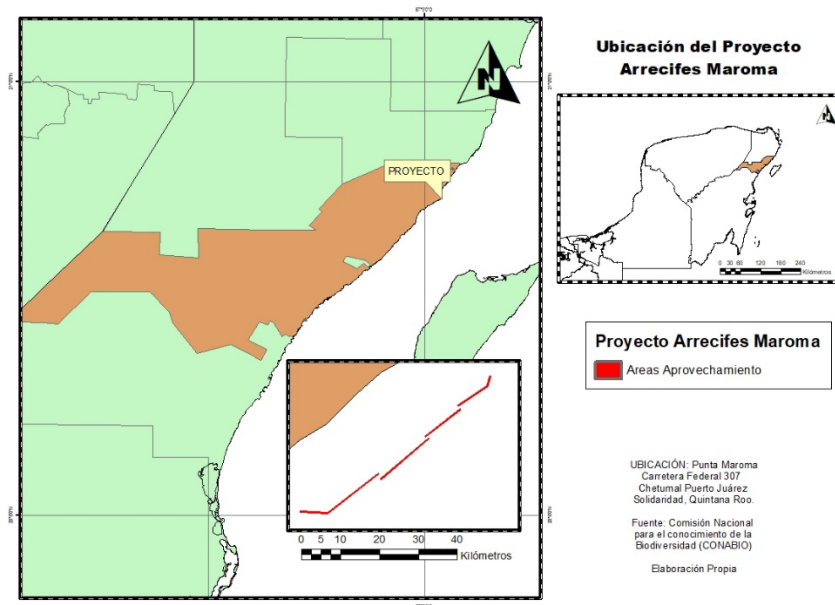 Ubicación del Proyecto
Arrecifes Maroma
N
N
PROYECTO
0 30 60 120 180 240
Kilómetros
Proyecto Arrecifes Maroma
Areas Aprovechamiento
0 5 10 20 30 40
Kilómetros
UBICACIÓN: Punta Maroma
Carretera Federal 307
Chetumal Puerto Juárez
Solidaridad, Quintana Roo.
Fuente: Comisión Nacional
para el conocimiento de la
Biodiversidad (CONABIO)
Elaboración Propia